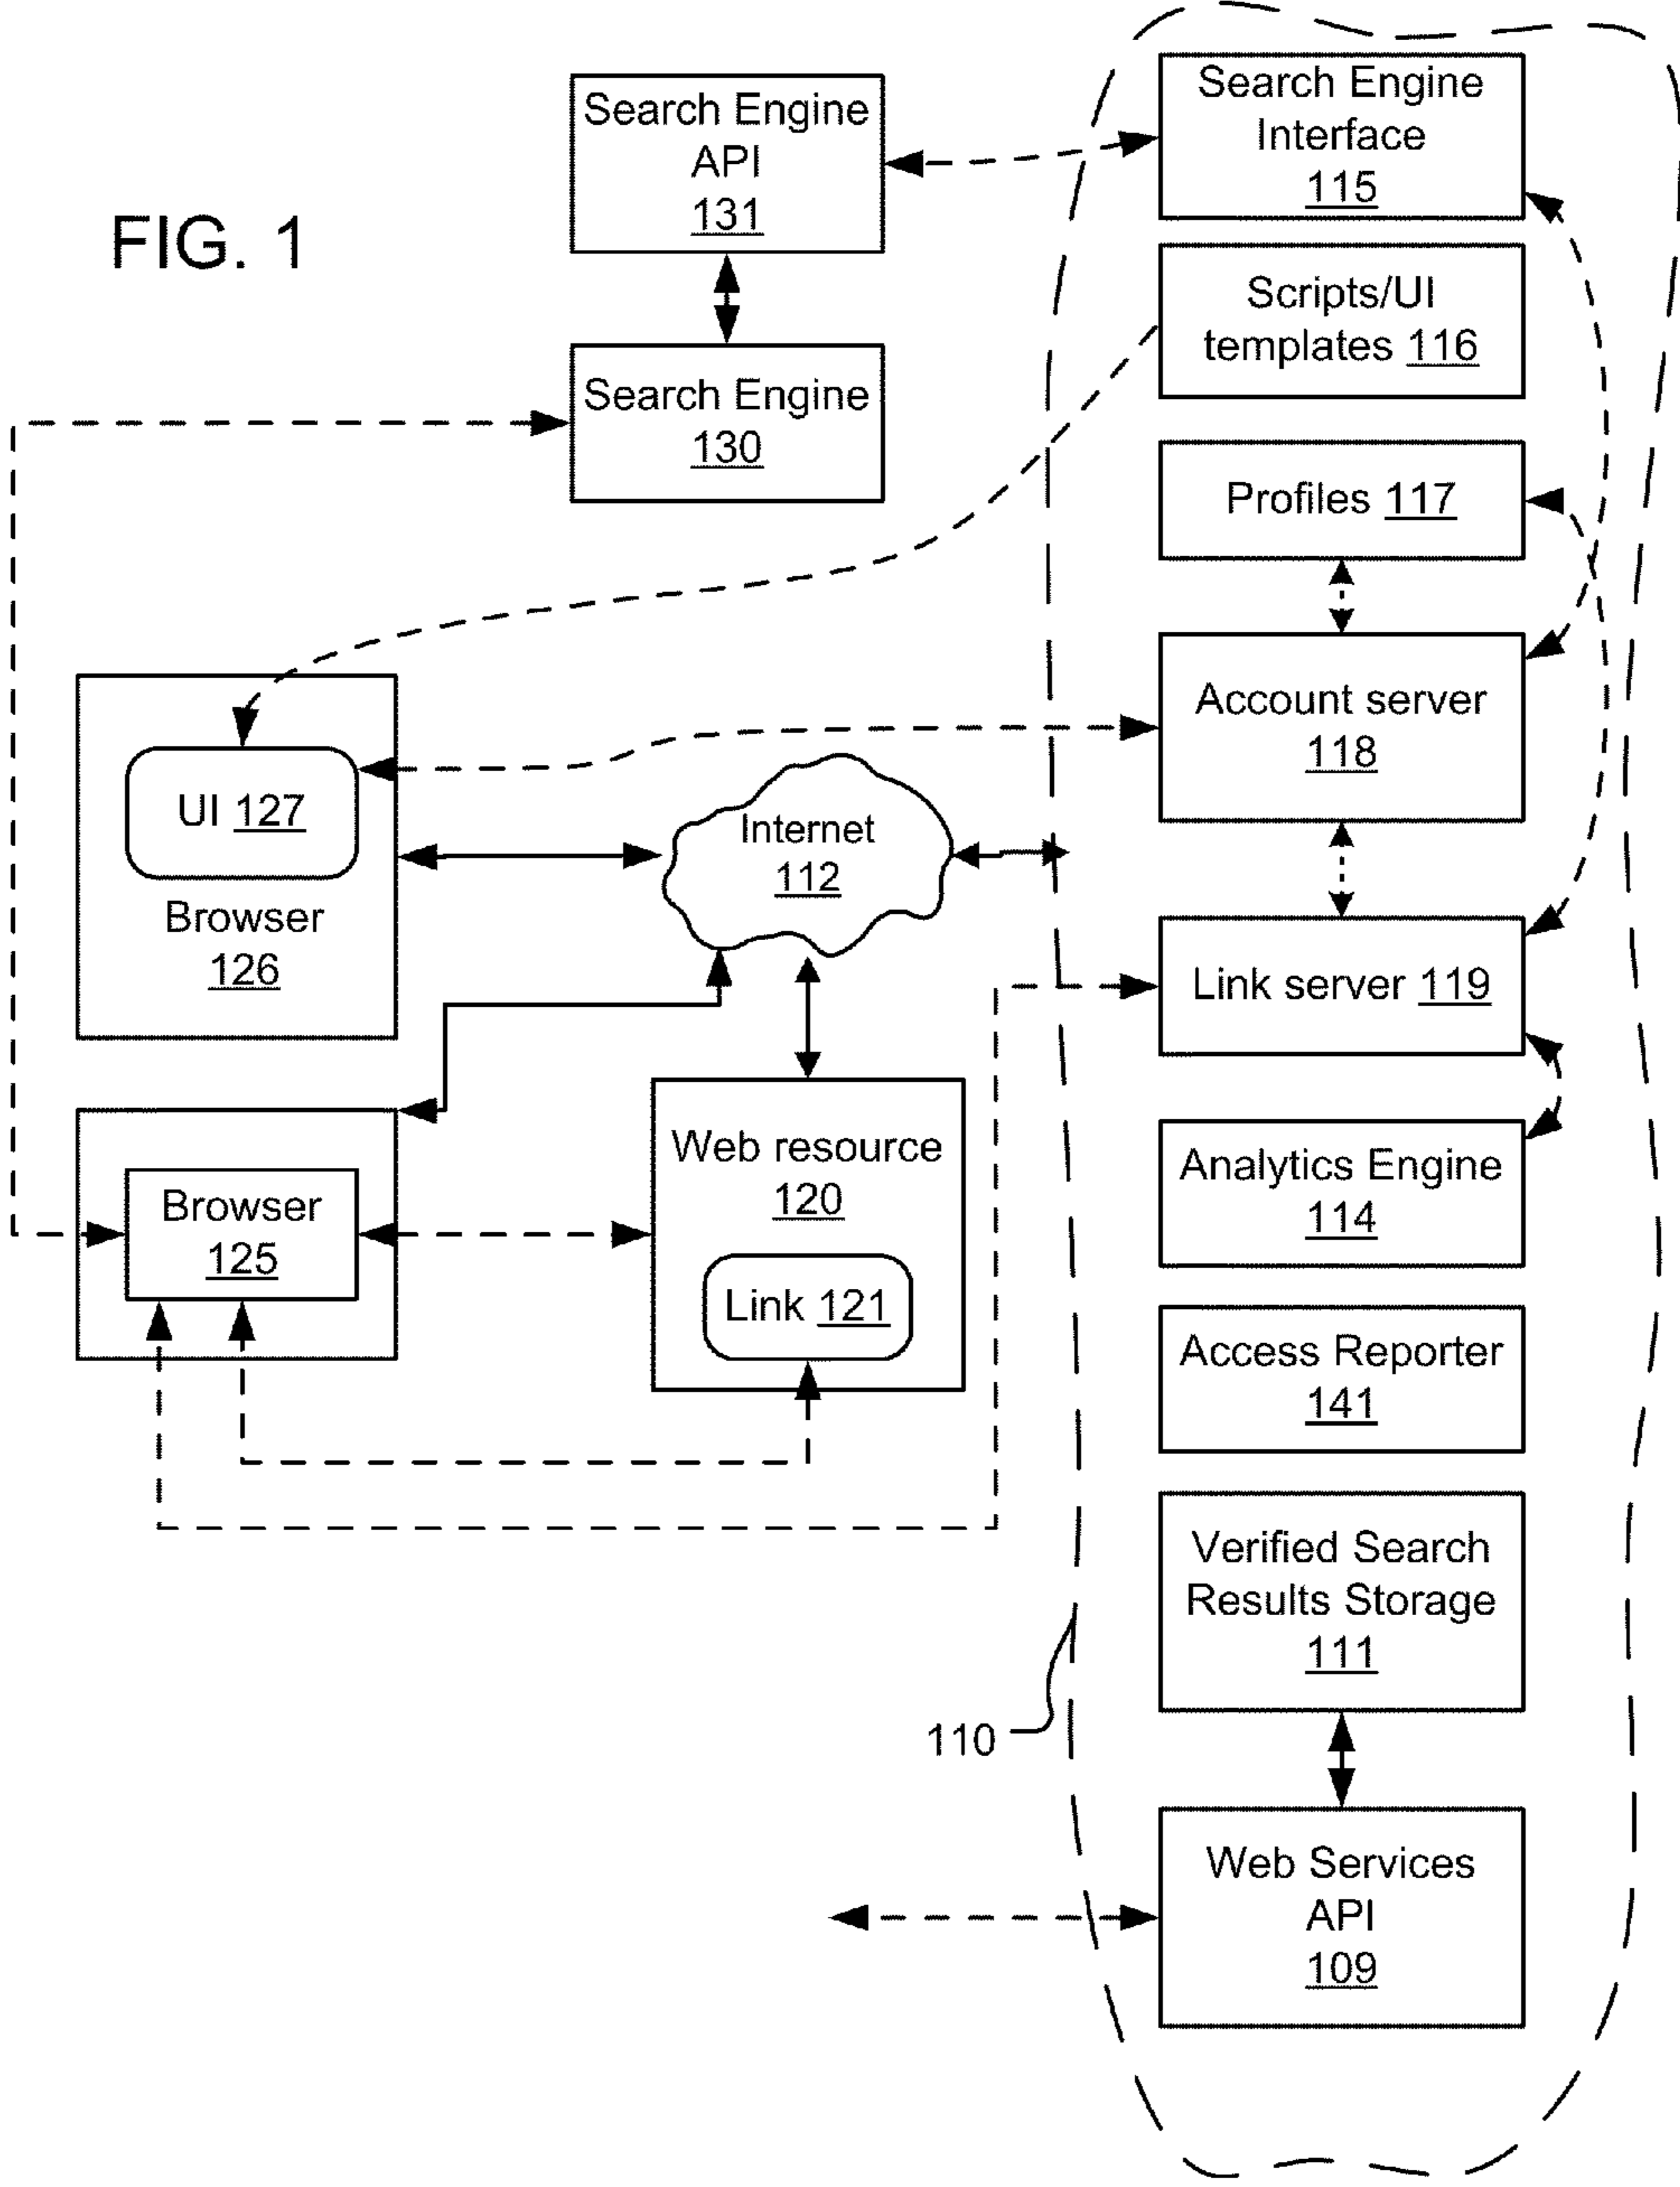 FIG. 1
Search Engine
API
131
Search Engine
130
Search Engine
Interface
115
Scripts/UI
templates 116
Profiles 117
Account server
118
Link server 119
Analytics Engine
114
Access Reporter
141
Verified Search
Results Storage
111
Web Services
API
109
110
UI 127
Browser
126
Internet
112
Browser
125
Web resource
120
Link 121